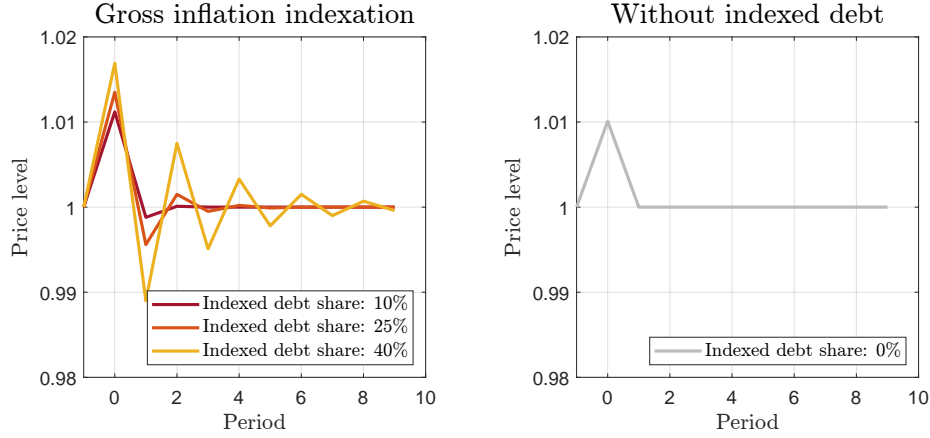 Gross inflation indexation
1.02
1.01
1
0.99
0.98
Price level
0
2
4
6
8
10
Period
Indexed debt share: 10%
Indexed debt share: 25%
Indexed debt share: 40%
Without indexed debt
1.02
1.01
1
0.99
0.98
Price level
0
2
4
6
8
10
Period
Indexed debt share: 0%